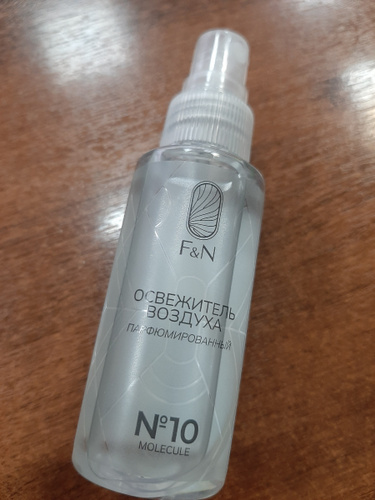 F&N
ОСВЕЖИТЕЛЬ
ВОЗДУХА
ПАРФЮМИРОВАННЫЙ
№10
MOLECULE